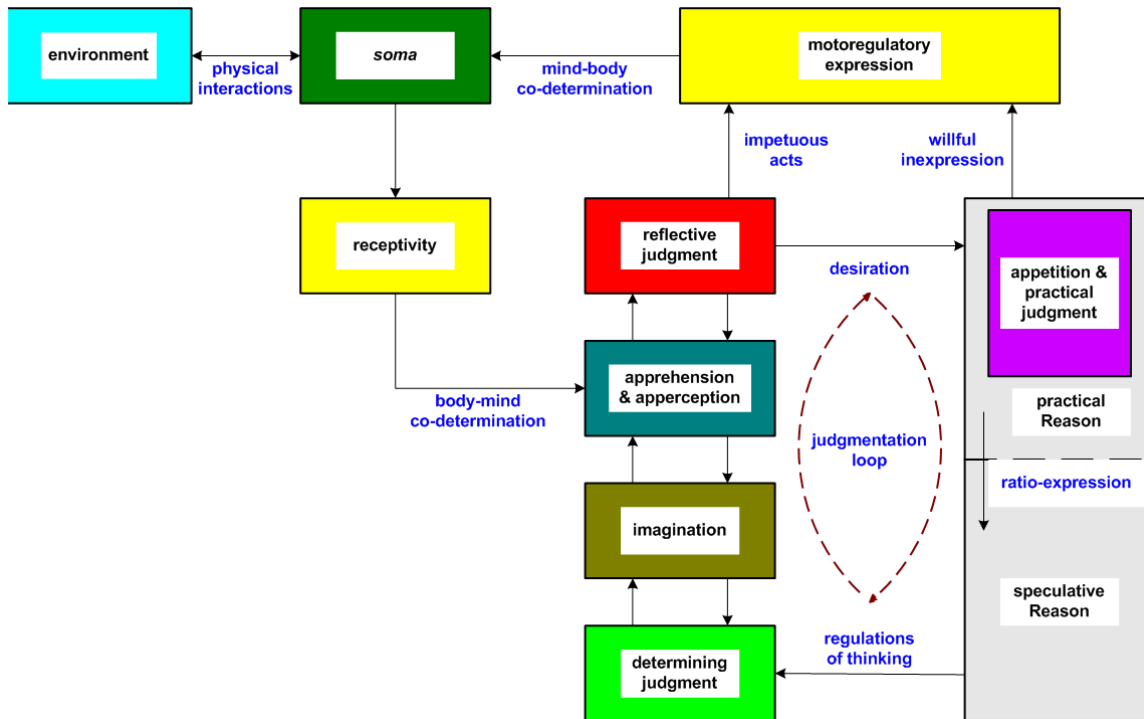 environment
physical
interactions
soma
mind-body
co-determination
motoregulatory
expression
impetuous
acts
willful
inexpression
receptivity
reflective
judgment
desiration
appetition &
practical
judgment
body-mind
co-determination
apprehension
& apperception
practical
Reason
judgmentation
loop
ratio-expression
imagination
speculative
Reason
determining
judgment
regulations
of thinking